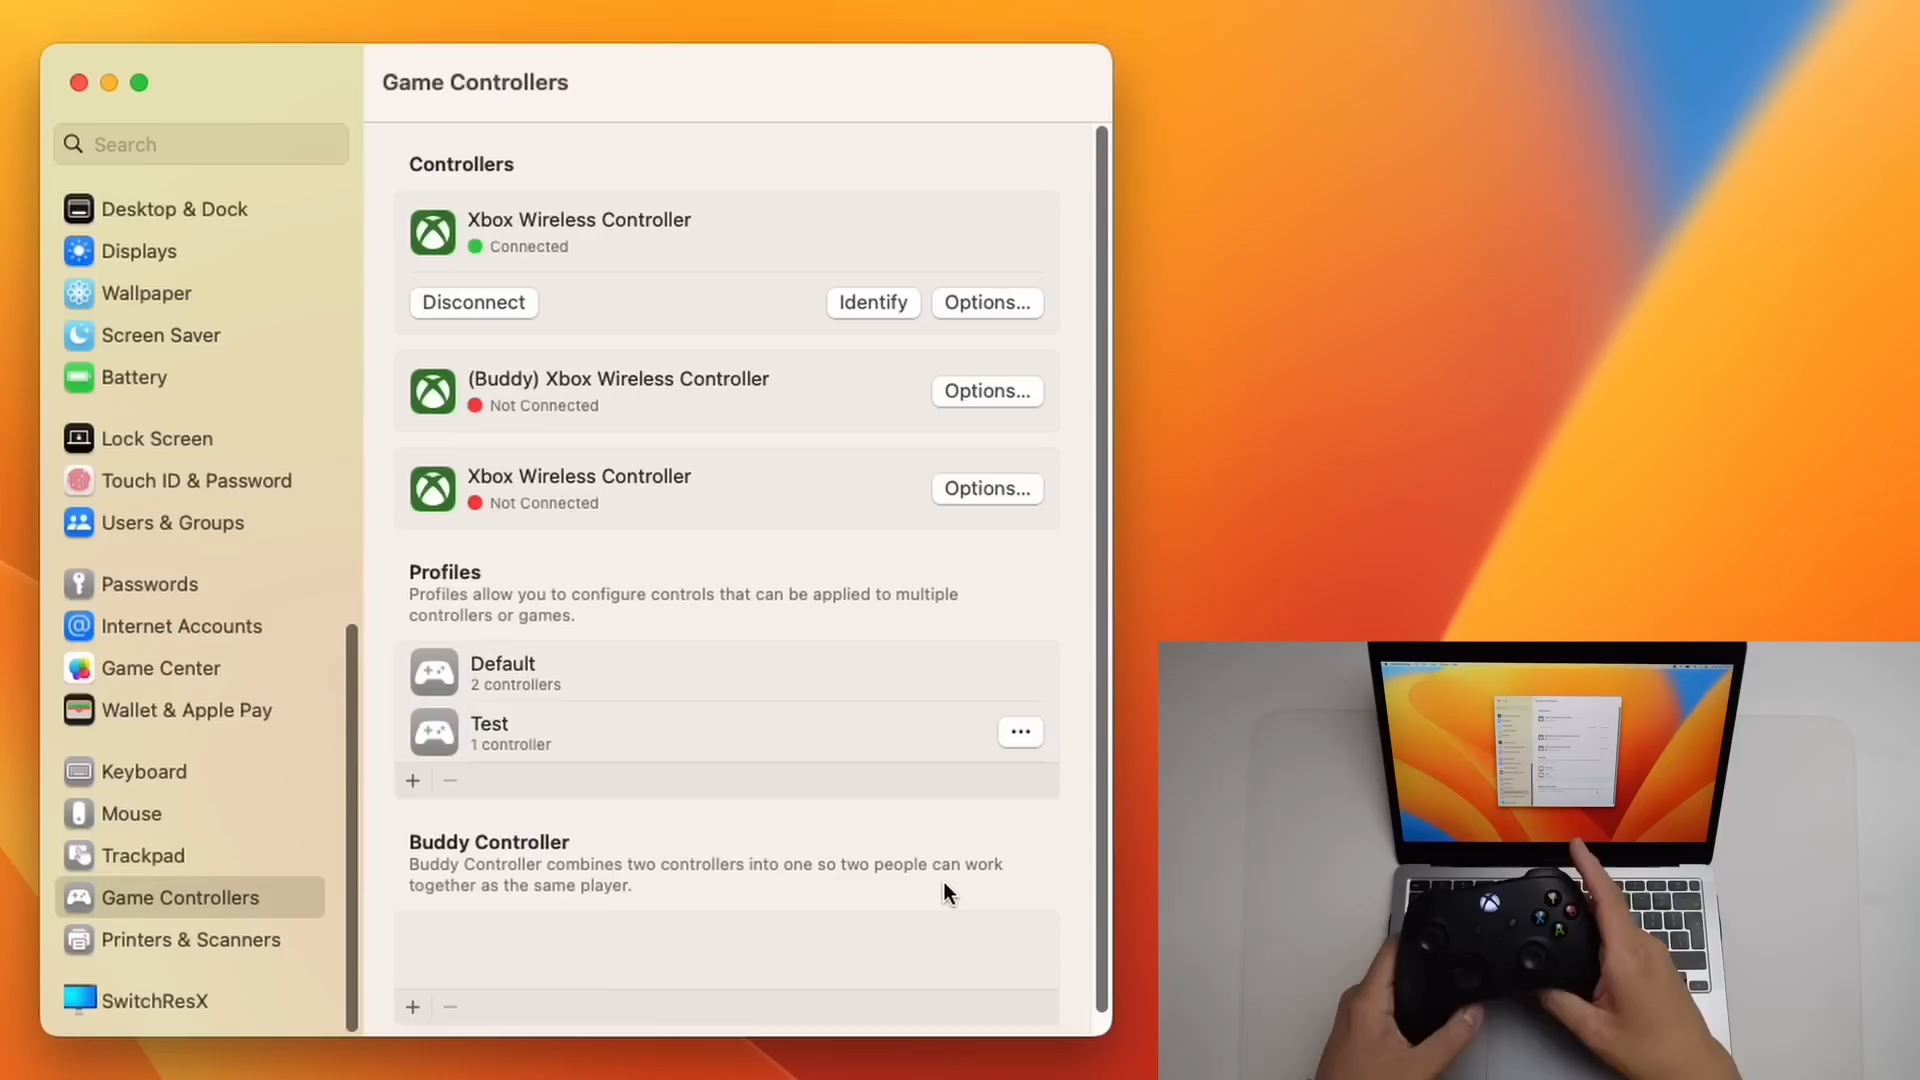 Search
Desktop & Dock
Displays
Wallpaper
Screen Saver
Battery
Lock Screen
Touch ID & Password
Users & Groups
Passwords
Internet Accounts
Game Center
Wallet & Apple Pay
Keyboard
Mouse
Trackpad
Game Controllers
Printers & Scanners
SwitchResX
Game Controllers
Controllers
Xbox Wireless Controller
Connected
Disconnect
Identify
Options...
(Buddy) Xbox Wireless Controller
Not Connected
Options...
Xbox Wireless Controller
Not Connected
Options...
Profiles
Profiles allow you to configure controls that can be applied to multiple
controllers or games.
Default
2 controllers
Test
1 controller
Buddy Controller
Buddy Controller combines two controllers into one so two people can work
together as the same player.